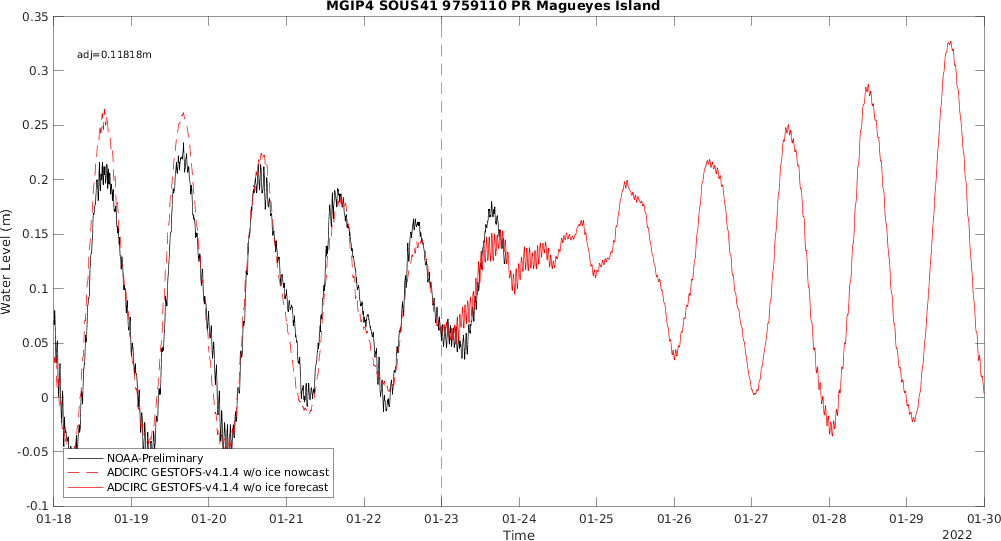 MGIP4 SOUS41 9759110 PR Magueyes Island
adj=0.11818m
0.35
0.3
0.25
0.2
0.15
0.1
0.05
0
-0.05
-0.1
Water Level (m)
NOAA-Preliminary
ADCIRC GESTOFS-v4.1.4 w/o ice nowcast
ADCIRC GESTOFS-v4.1.4 w/o ice forecast
01-18 01-19 01-20 01-21 01-22 01-23 01-24 01-25 01-26 01-27 01-28 01-29 01-30
Time
2022